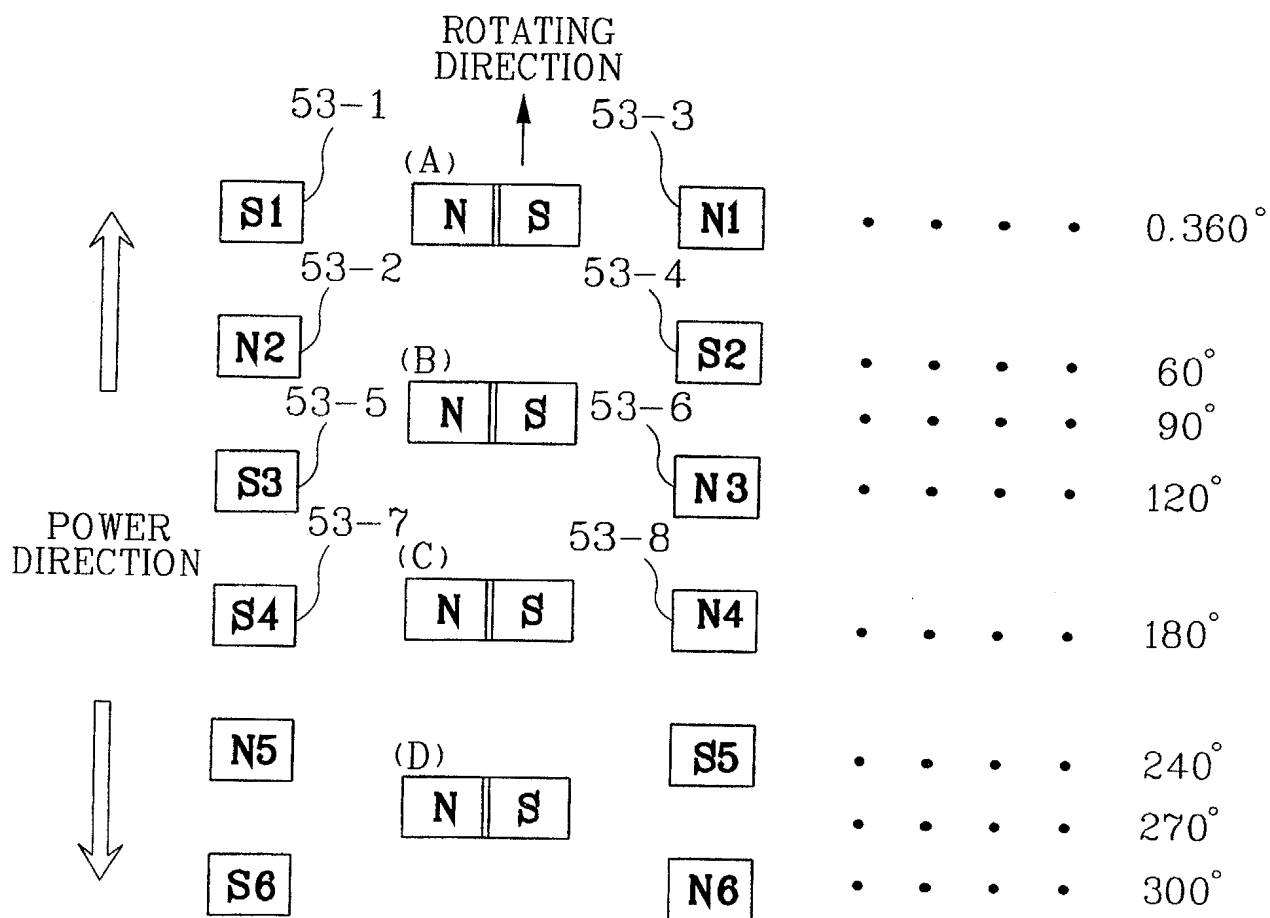 ROTATING
DIRECTION
53-1
53-3
(A)
S1
N
S
N1
0.360°
53-2
53-4
N2
S2
(B)
60°
53-5
N
S
53-6
90°
S3
N3
120°
POWER
DIRECTION
53-7
53-8
(C)
S4
N
S
N4
180°
N5
(D)
S5
240°
N
S
270°
S6
N6
300°